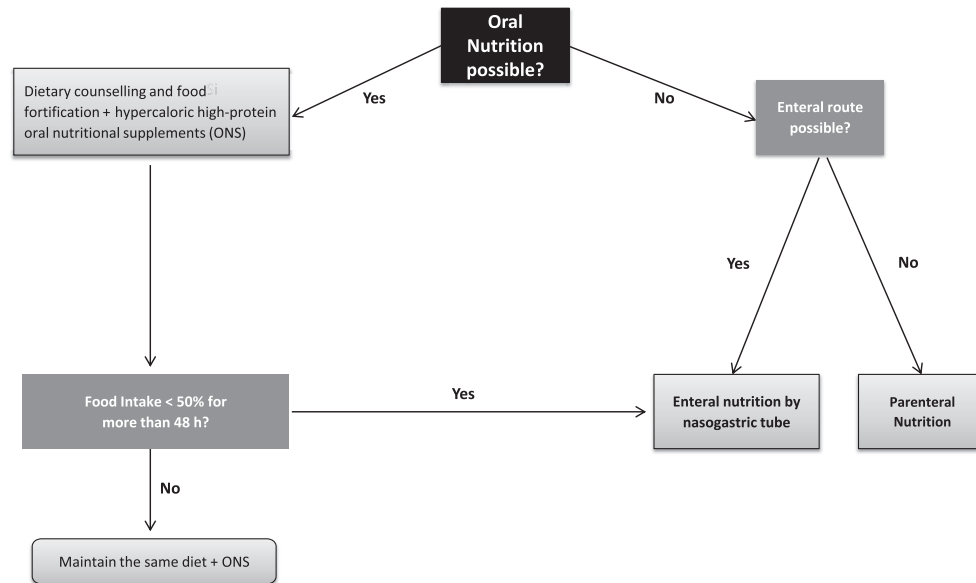 Oral
Nutrition
possible?
Dietary counselling and food
fortification + hypercaloric high-protein
oral nutritional supplements (ONS)
Yes
No
Enteral route
possible?
Yes
No
Food Intake < 50% for
more than 48 h?
Yes
Enteral nutrition by
nasogastric tube
Parenteral
Nutrition
No
Maintain the same diet + ONS